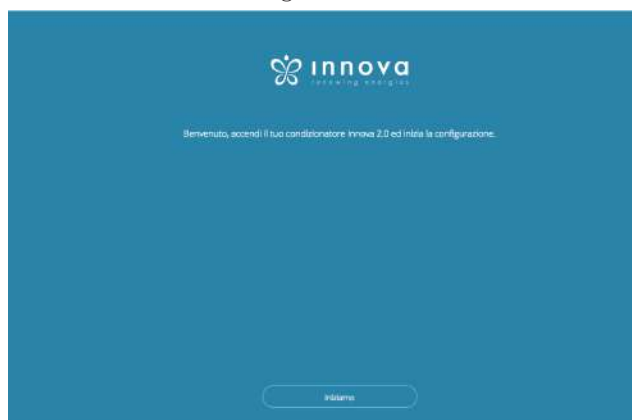 innova
renewing energies
Benvenuto, accendi il tuo condizionatore Innova 2.0 ed inizia la configurazione.
Iniziamo